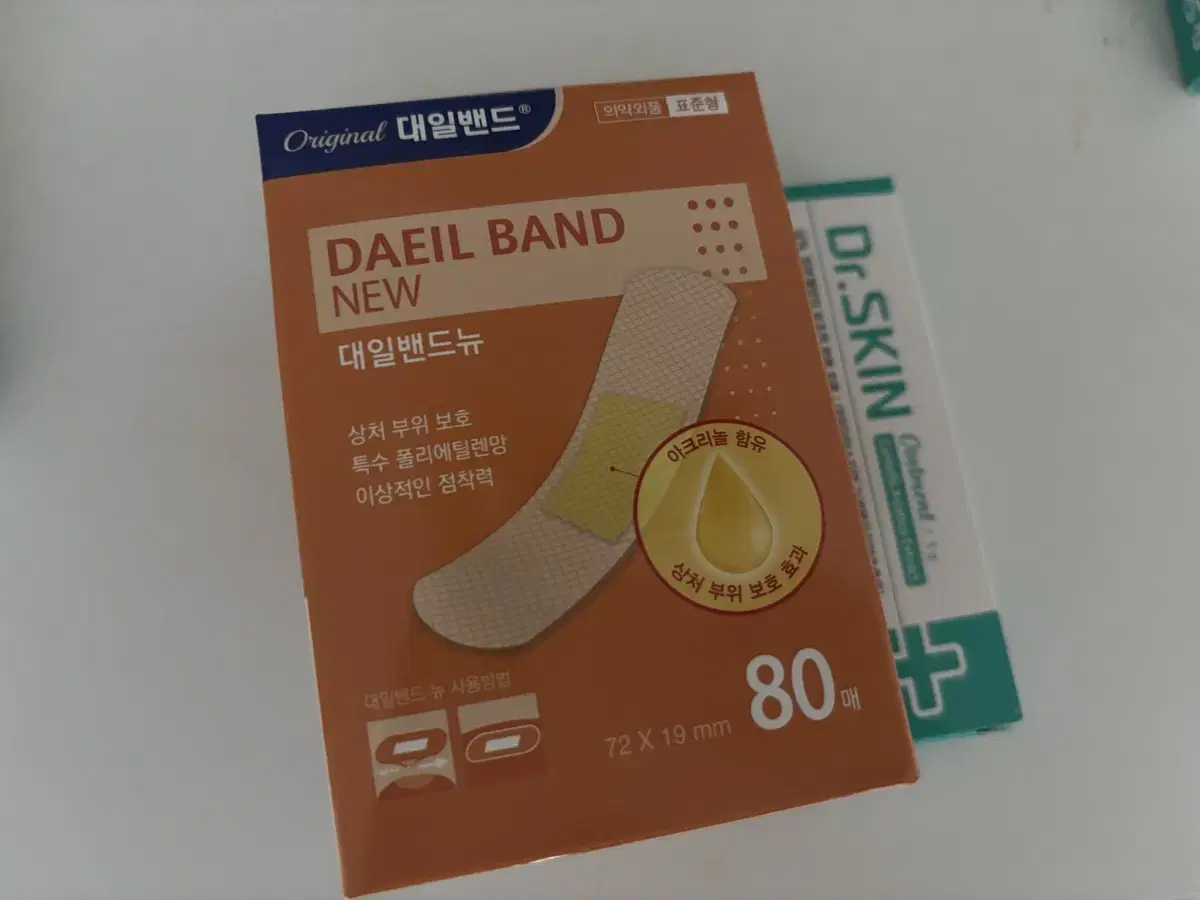 Original 대일밴드®
의약외품 표준형
DAEIL BAND
NEW
대일밴드뉴
상처 부위 보호
특수 폴리에틸렌망
이상적인 점착력
아크리놀 함유
상처 부위 보호 효과
대일밴드 뉴 사용방법
72 X 19 mm
80매
Dr.SKIN
Ointment